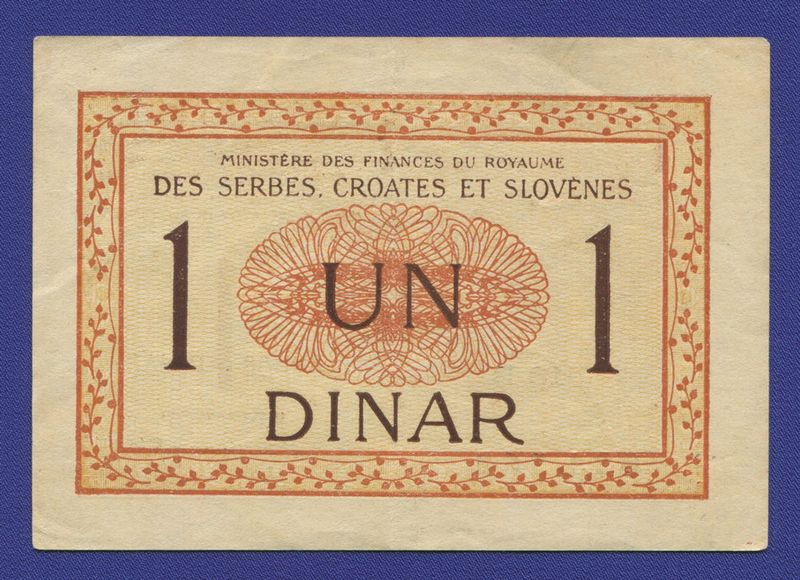 MINISTÈRE DES FINANCES DU ROYAUME
DES SERBES, CROATES ET SLOVÈNES
1 UN 1
DINAR